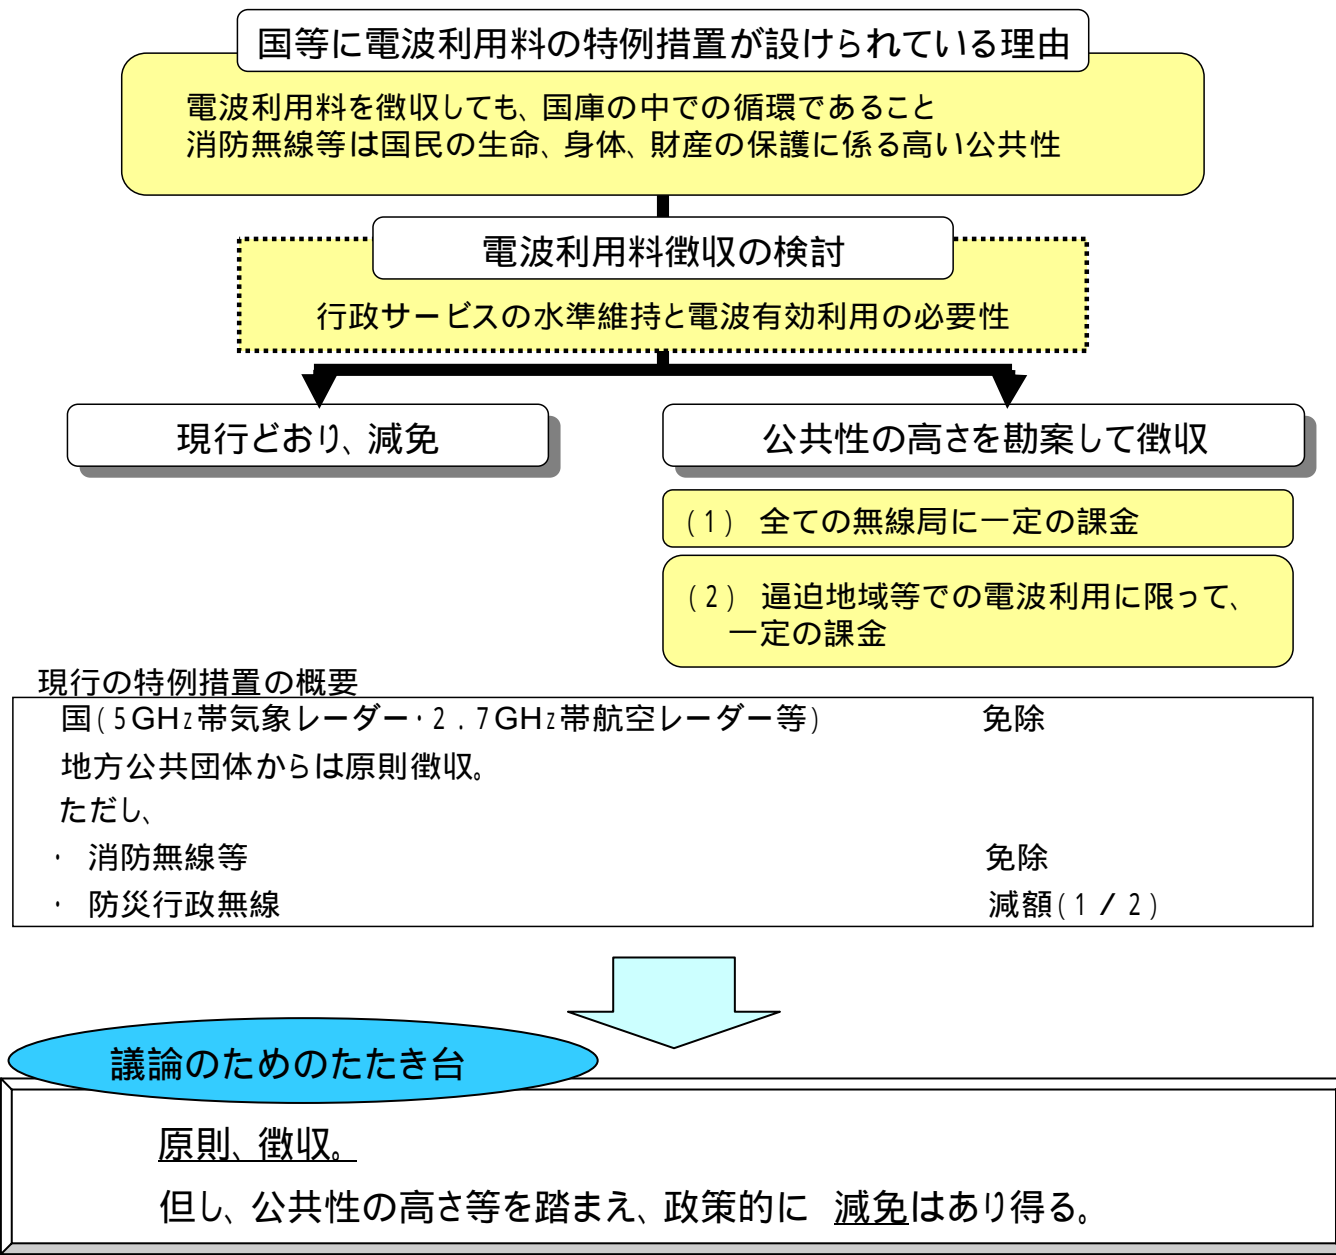 国等に電波利用料の特例措置が設けられている理由
電波利用料を徴収しても、国庫の中での循環であること
消防無線等は国民の生命、身体、財産の保護に係る高い公共性
電波利用料徴収の検討
行政サービスの水準維持と電波有効利用の必要性
現行どおり、減免
公共性の高さを勘案して徴収
(1) 全ての無線局に一定の課金
(2) 逼迫地域等での電波利用に限って、
一定の課金
現行の特例措置の概要
国(5GHz帯気象レーダー・2.7GHz帯航空レーダー等) 免除
地方公共団体からは原則徴収。
ただし、
・ 消防無線等 免除
・ 防災行政無線 減額(1/2)
議論のためのたたき台
原則、徴収。
但し、公共性の高さ等を踏まえ、政策的に 減免はあり得る。